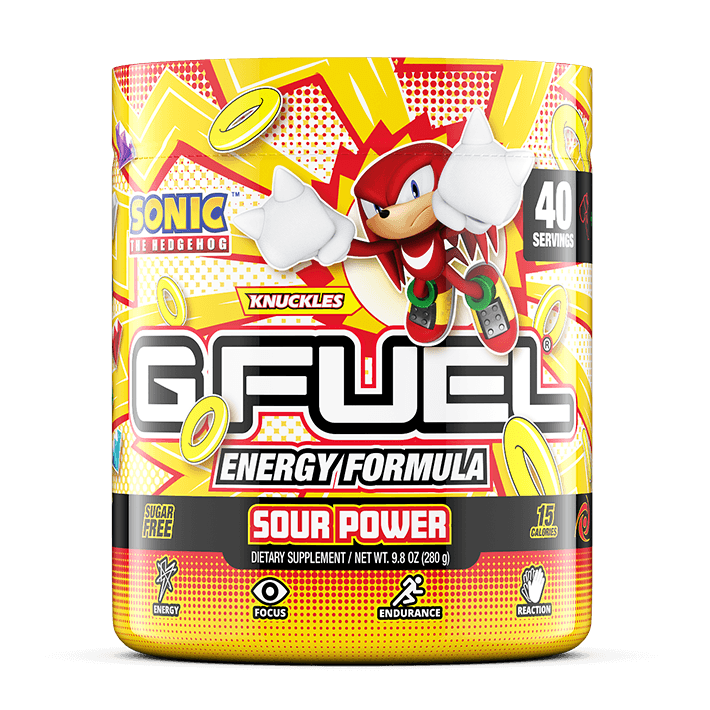 SONIC™
THE HEDGEHOG
40
SERVINGS
KNUCKLES
G FUEL®
ENERGY FORMULA
SUGAR
FREE
SOUR POWER
15
CALORIES
DIETARY SUPPLEMENT / NET WT. 9.8 OZ (280 g)
ENERGY
FOCUS
ENDURANCE
REACTION